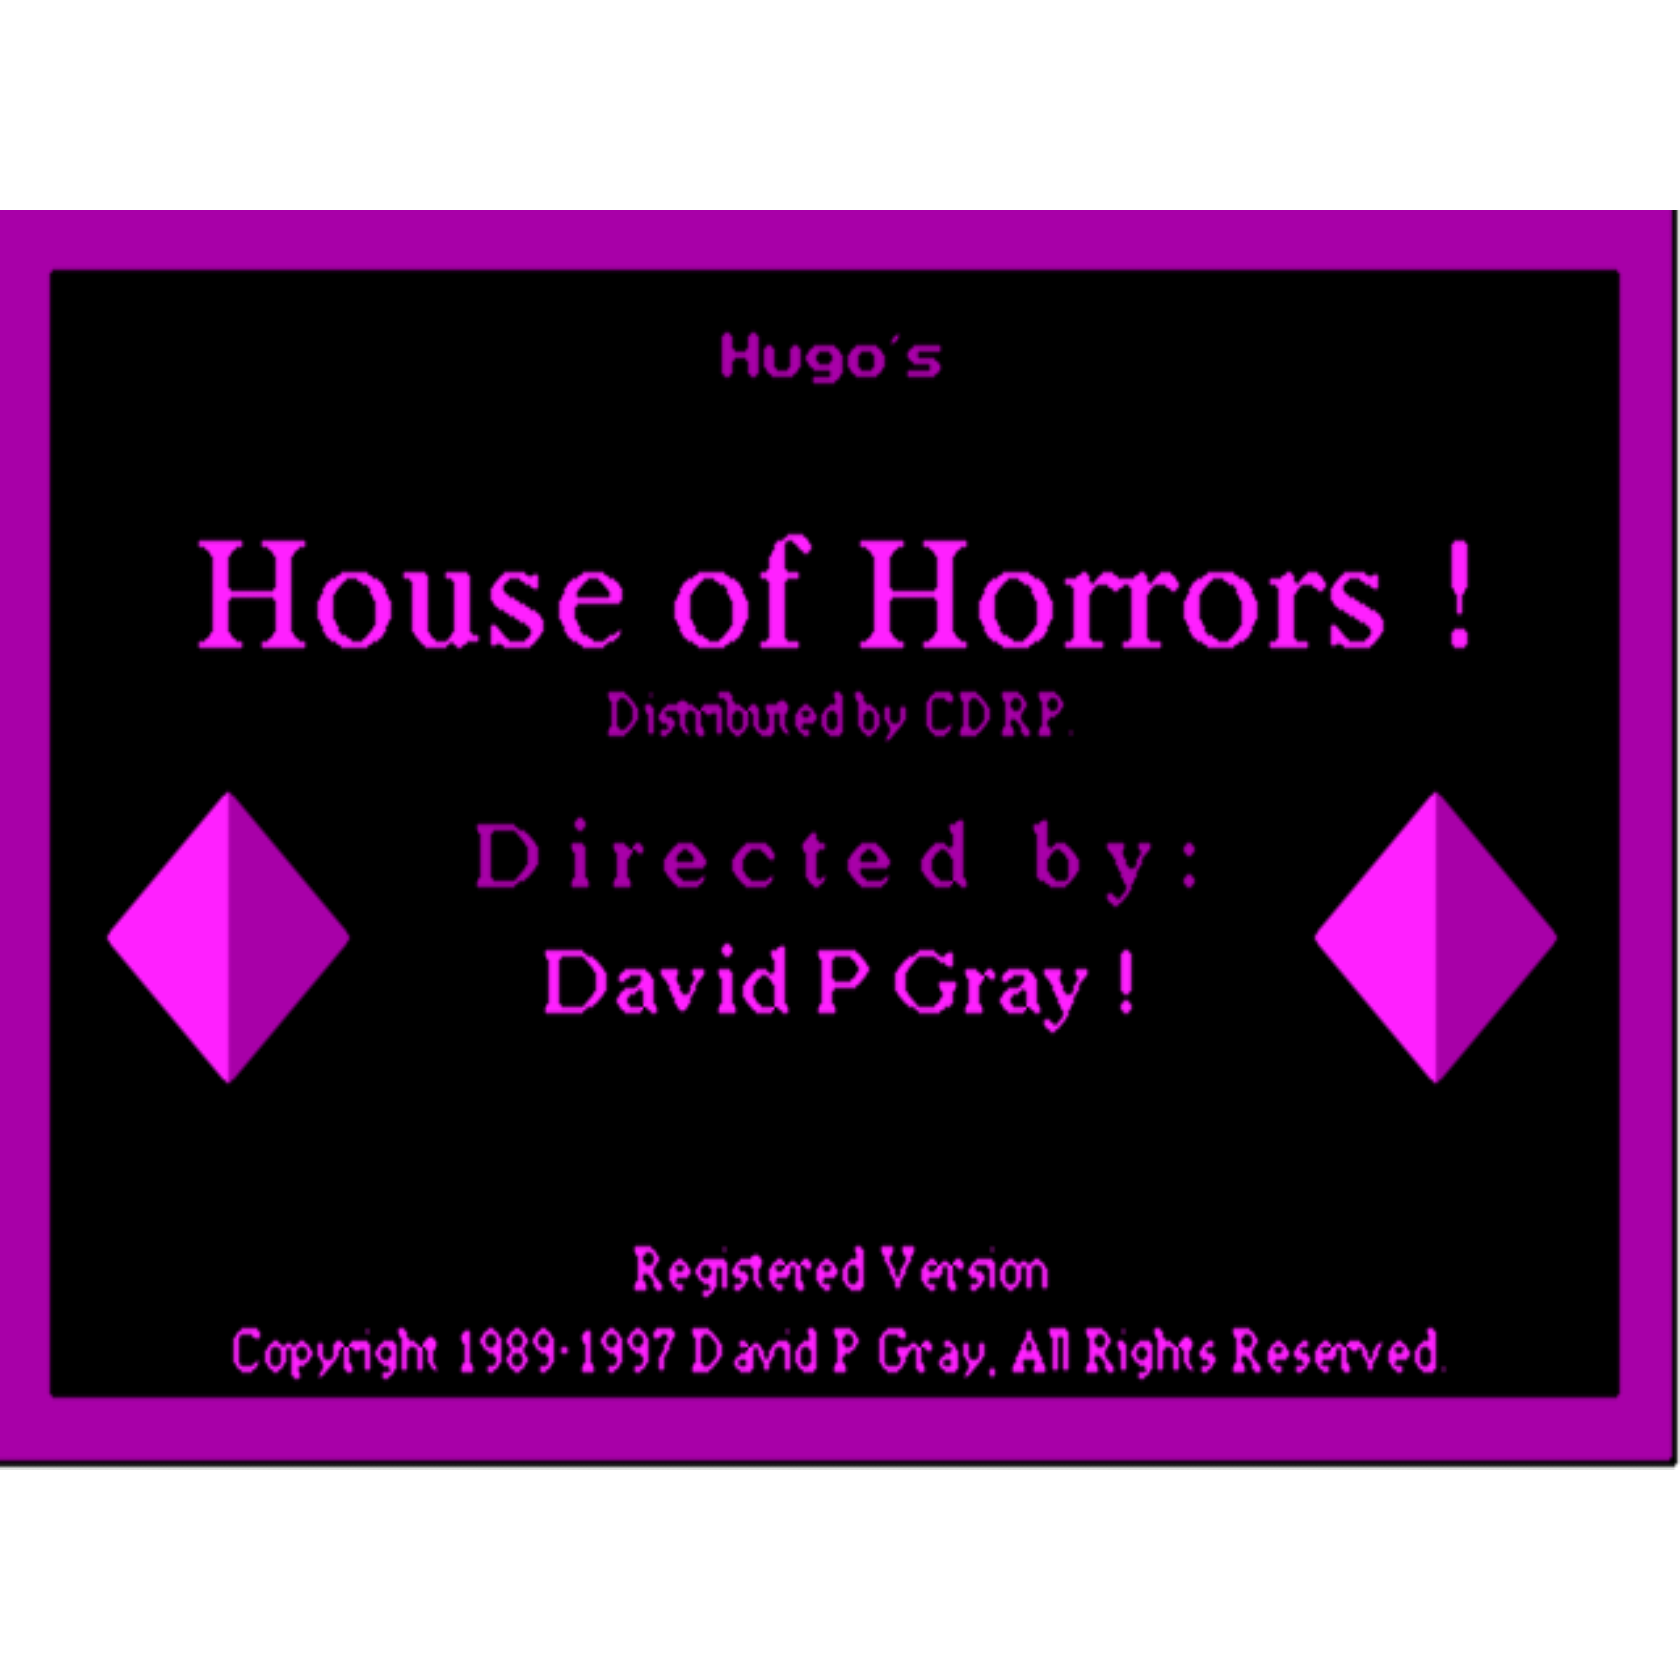 Hugo's
House of Horrors !
Distributed by CDRP.
Directed by:
David P Gray !
Registered Version
Copyright 1989-1997 David P Gray, All Rights Reserved.